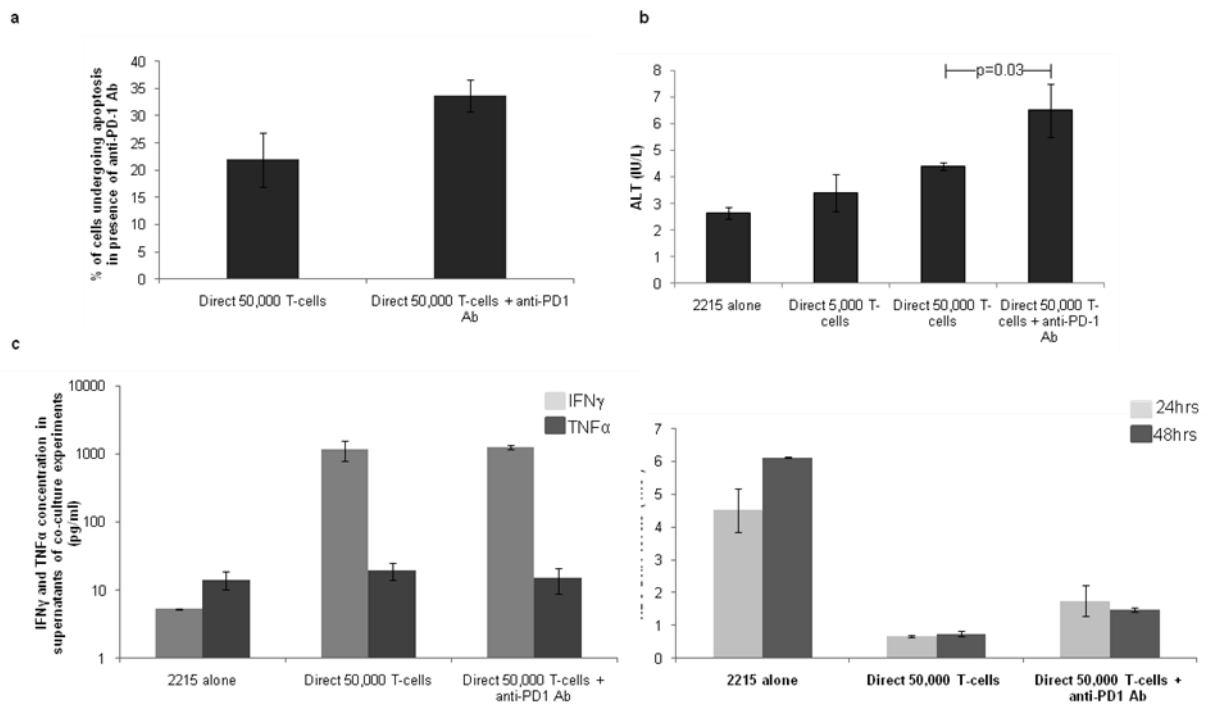 a
% of cells undergoing apoptosis
in presence of anti-PD-1 Ab
40
35
30
25
20
15
10
5
0
Direct 50,000 T-cells
Direct 50,000 T-cells + anti-PD1
Ab
b
ALT (IU/L)
8
7
6
5
4
3
2
1
0
p=0.03
2215 alone
Direct 5,000 T-
cells
Direct 50,000 T-
cells
Direct 50,000 T-
cells + anti-PD-1
Ab
c
IFNγ and TNFα concentration in
supernatants of co-culture experiments
(pg/ml)
10000
1000
100
10
1
IFNγ
TNFα
2215 alone
Direct 50,000 T-cells
Direct 50,000 T-cells +
anti-PD1 Ab
7
6
5
4
3
2
1
0
24hrs
48hrs
2215 alone
Direct 50,000 T-cells
Direct 50,000 T-cells +
anti-PD1 Ab